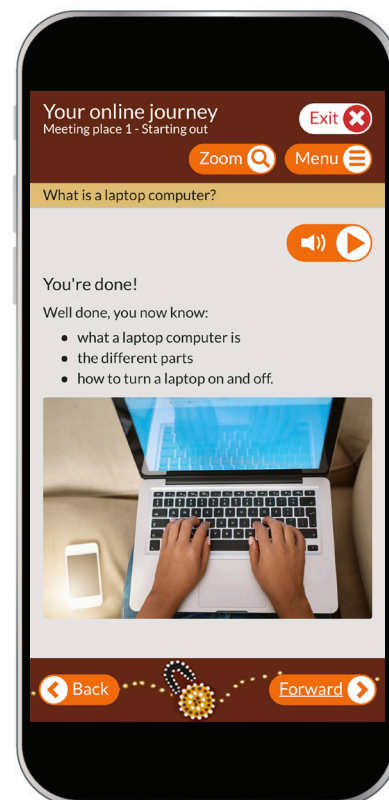 Your online journey
Meeting place 1 - Starting out
Exit
Zoom
Menu
What is a laptop computer?
You're done!
Well done, you now know:
• what a laptop computer is
• the different parts
• how to turn a laptop on and off.
Back
Forward